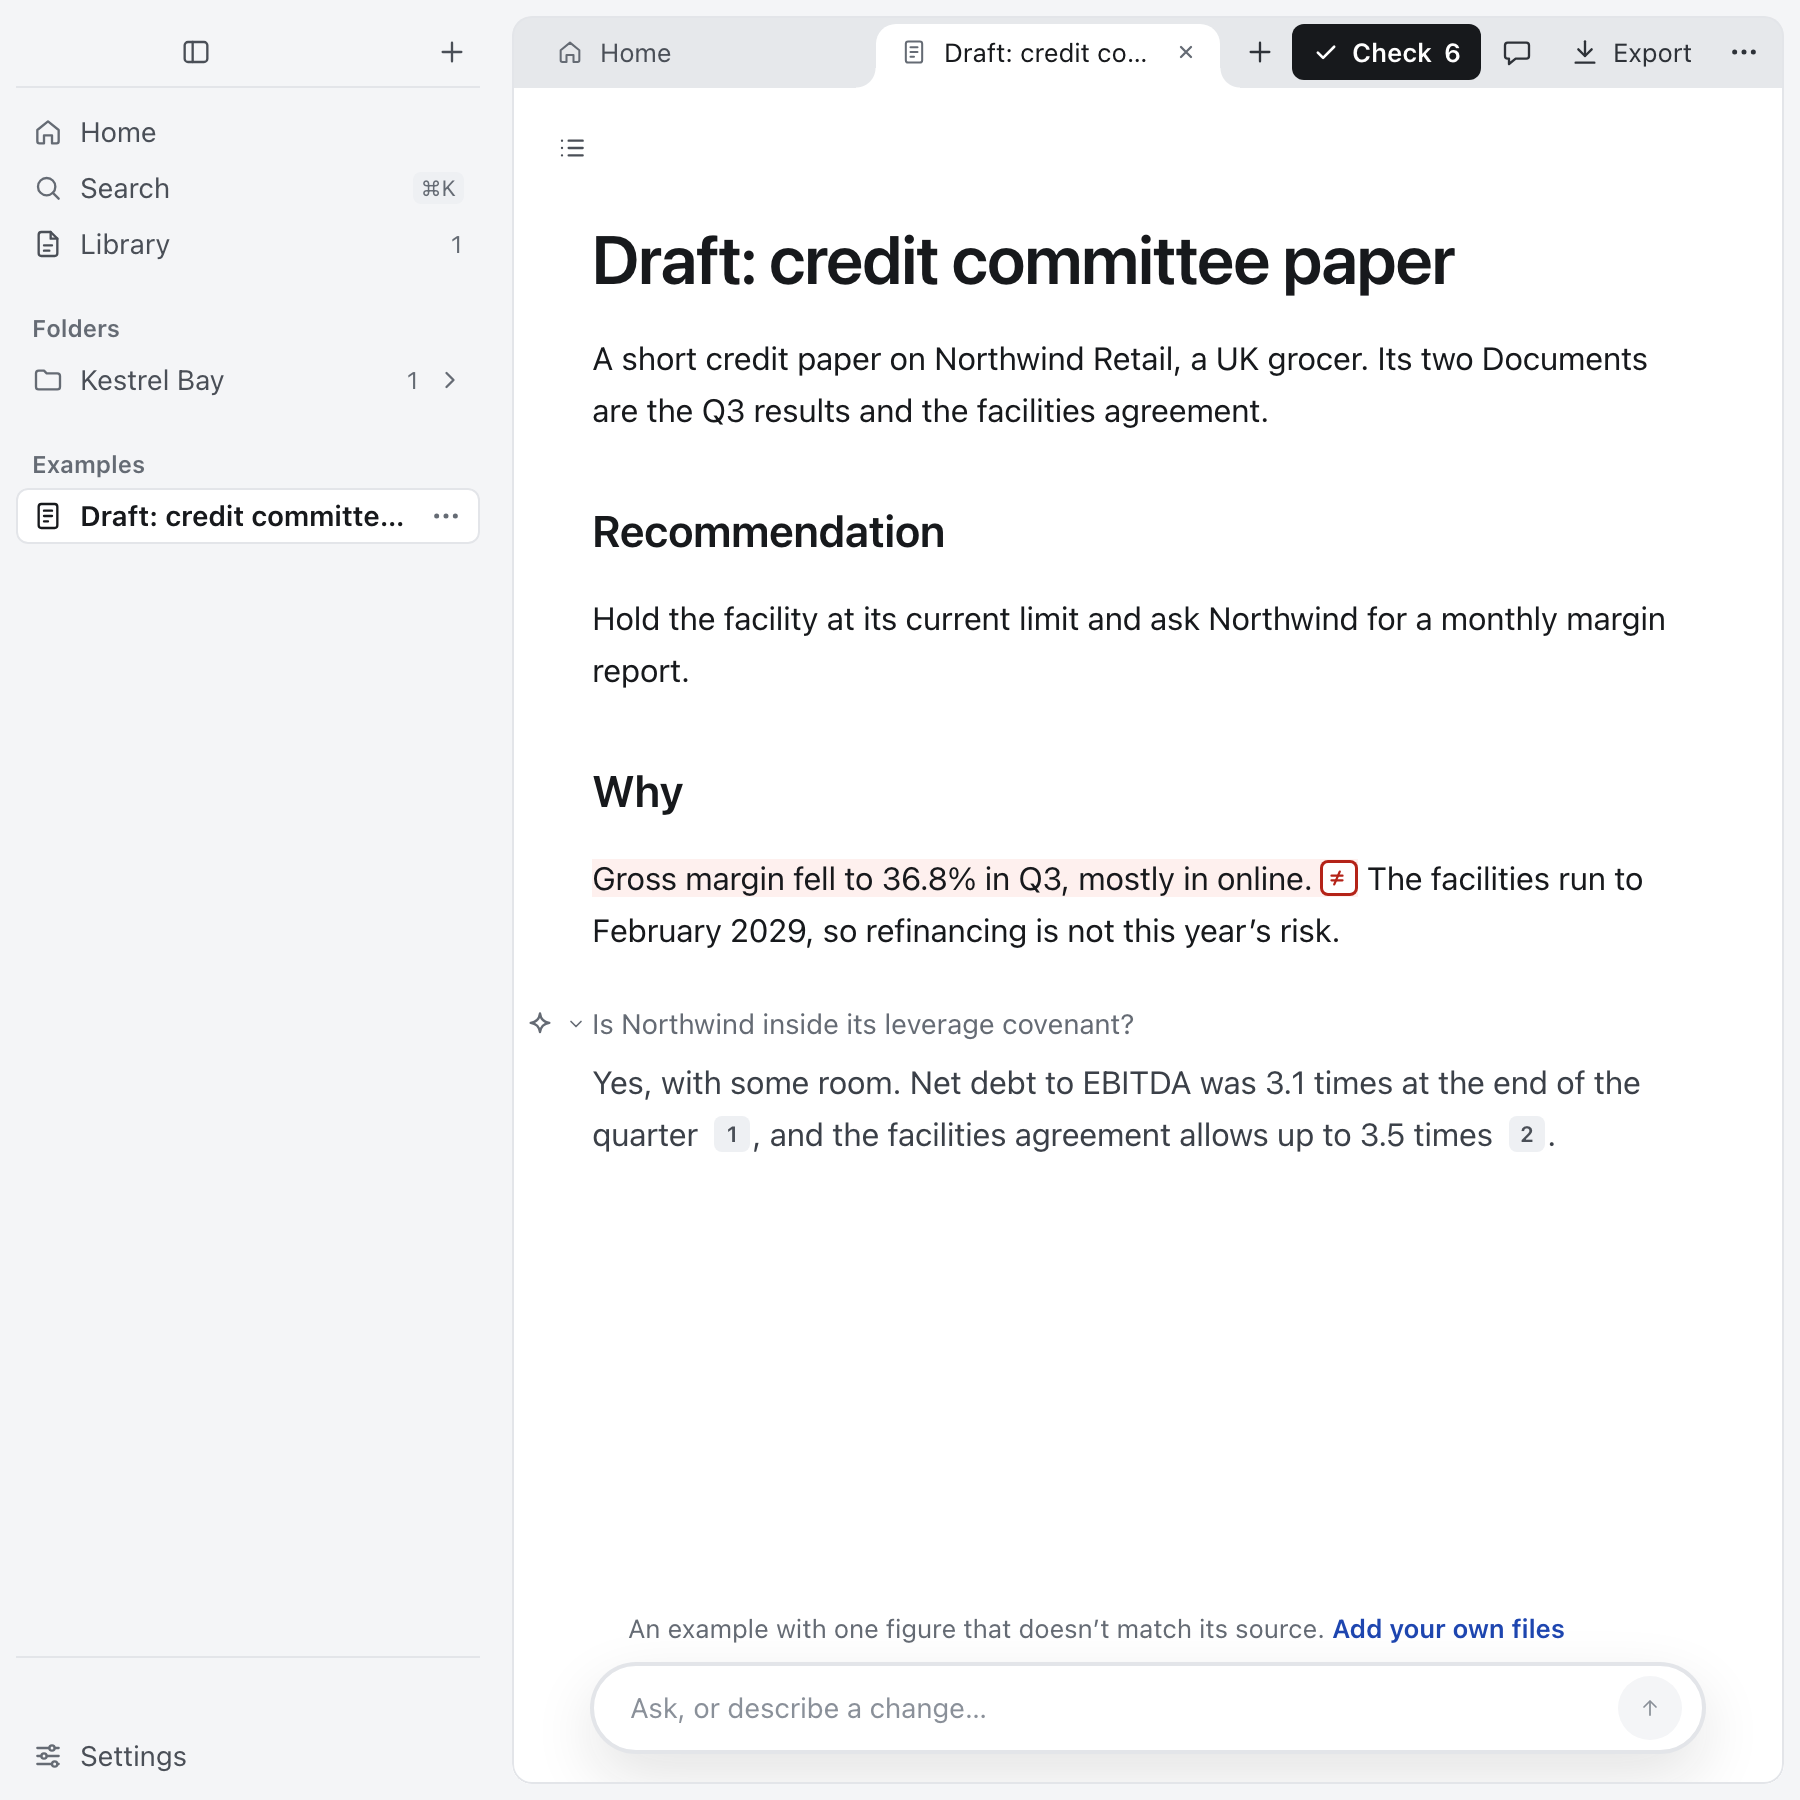 Home
Search ⌘K
Library 1
Folders
Kestrel Bay 1
Examples
Draft: credit committe...
Settings
Home
Draft: credit co...
Check 6
Export
Draft: credit committee paper
A short credit paper on Northwind Retail, a UK grocer. Its two Documents
are the Q3 results and the facilities agreement.
Recommendation
Hold the facility at its current limit and ask Northwind for a monthly margin
report.
Why
Gross margin fell to 36.8% in Q3, mostly in online. ≠ The facilities run to
February 2029, so refinancing is not this year’s risk.
Is Northwind inside its leverage covenant?
Yes, with some room. Net debt to EBITDA was 3.1 times at the end of the
quarter 1, and the facilities agreement allows up to 3.5 times 2.
An example with one figure that doesn’t match its source. Add your own files
Ask, or describe a change...